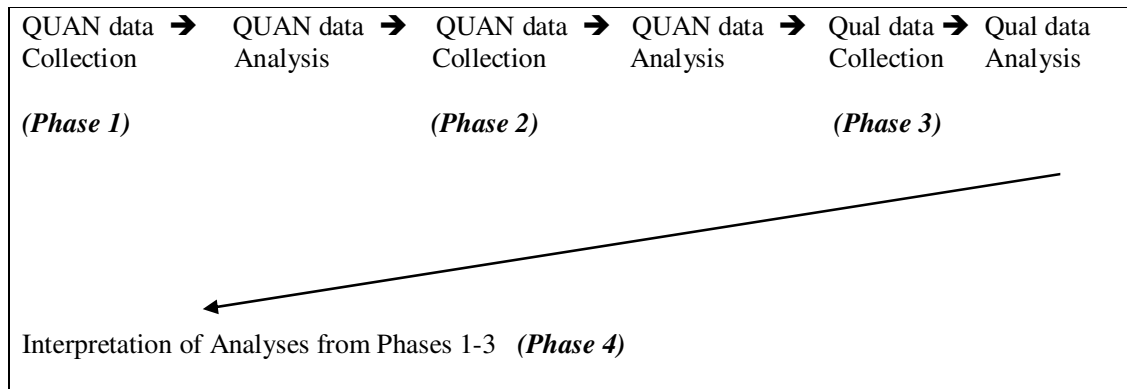 QUAN data ➔ QUAN data ➔ QUAN data ➔ QUAN data ➔ Qual data ➔ Qual data
Collection Analysis Collection Analysis Collection Analysis
(Phase 1) (Phase 2) (Phase 3)
Interpretation of Analyses from Phases 1-3 (Phase 4)